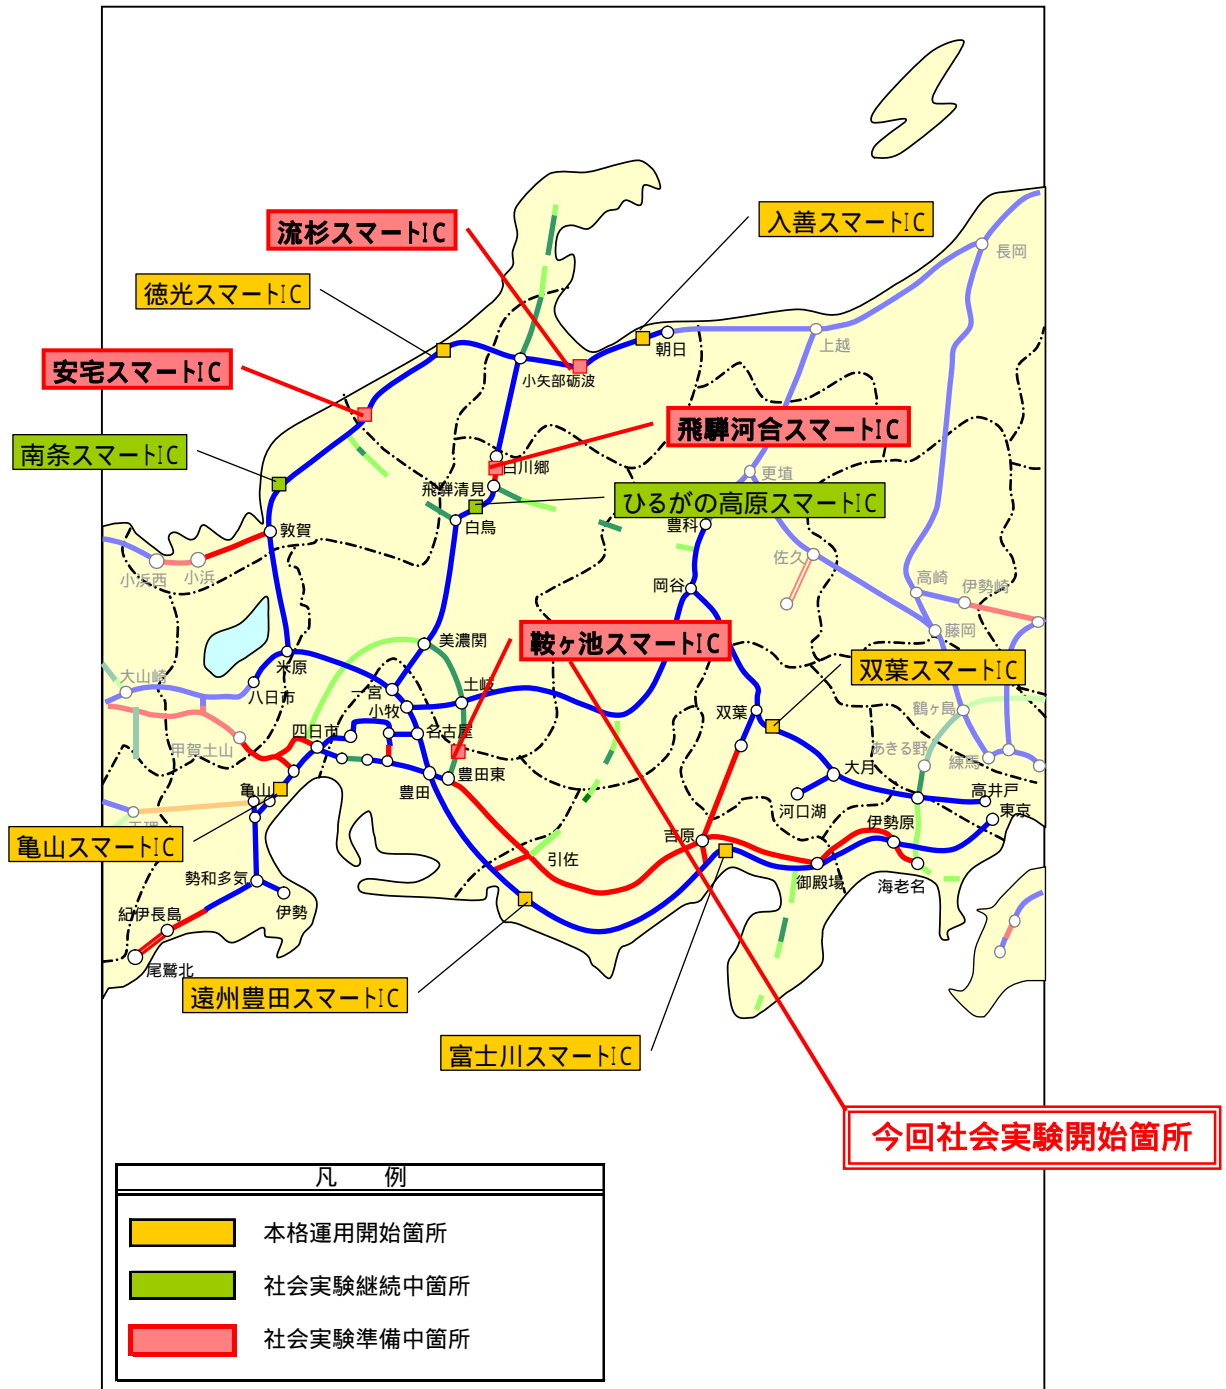 入善スマートIC
流杉スマートIC
長岡
徳光スマートIC
上越
朝日
安宅スマートIC
小矢部砺波
飛騨河合スマートIC
南条スマートIC
白川郷
更埴
飛騨清見
ひるがの高原スマートIC
豊科
白鳥
敦賀
佐久
小浜西
小浜
高崎
伊勢崎
岡谷
藤岡
鞍ヶ池スマートIC
美濃関
米原
双葉スマートIC
大山崎
八日市
一宮
土岐
小牧
双葉
鶴ヶ島
四日市
名古屋
甲賀土山
あきる野
練馬
豊田東
大月
豊田
亀山
高井戸
河口湖
東京
伊勢原
吉原
亀山スマートIC
引佐
御殿場
海老名
勢和多気
伊勢
紀伊長島
尾鷲北
遠州豊田スマートIC
富士川スマートIC
今回社会実験開始箇所
凡 例
本格運用開始箇所
社会実験継続中箇所
社会実験準備中箇所